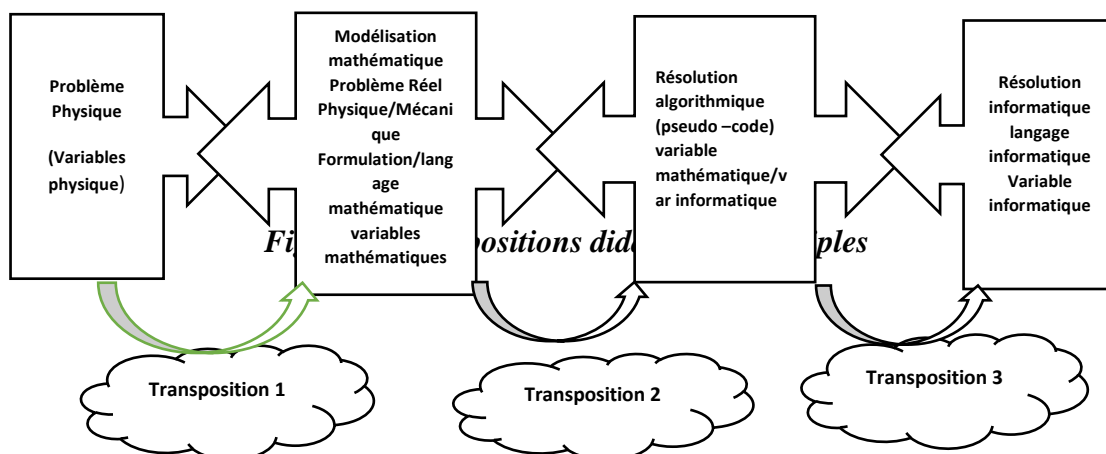 Problème
Physique
(Variables
physique)
Modélisation
mathématique
Problème Réel
Physique/Mécani
que
Formulation/lang
age
mathématique
variables
mathématiques
Résolution
algorithmique
(pseudo –code)
variable
mathématique/v
ar informatique
Résolution
informatique
langage
informatique
Variable
informatique
Transposition 1
Transposition 2
Transposition 3